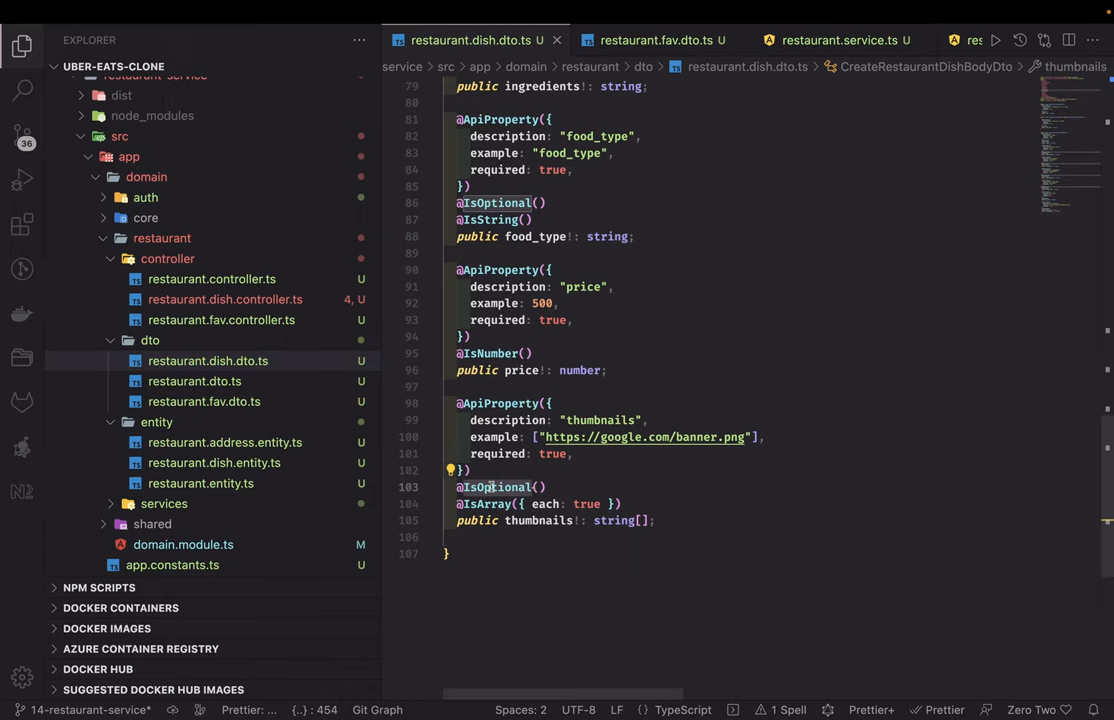 EXPLORER
restaurant.dish.dto.ts U
restaurant.fav.dto.ts U
restaurant.service.ts U
service > src > app > domain > restaurant > dto > restaurant.dish.dto.ts > CreateRestaurantDishBodyDto > thumbnails
UBER-EATS-CLONE
dist
node_modules
src
36
app
domain
auth
core
restaurant
controller
restaurant.controller.ts U
restaurant.dish.controller.ts 4, U
restaurant.fav.controller.ts U
dto
restaurant.dish.dto.ts U
restaurant.dto.ts U
restaurant.fav.dto.ts U
entity
restaurant.address.entity.ts U
restaurant.dish.entity.ts U
restaurant.entity.ts U
services
shared
domain.module.ts M
app.constants.ts U
NPM SCRIPTS
DOCKER CONTAINERS
DOCKER IMAGES
AZURE CONTAINER REGISTRY
DOCKER HUB
SUGGESTED DOCKER HUB IMAGES
79 public ingredients!: string;
80
81 @ApiProperty({
82 description: "food_type",
83 example: "food_type",
84 required: true,
85 })
86 @IsOptional()
87 @IsString()
88 public food_type!: string;
89
90 @ApiProperty({
91 description: "price",
92 example: 500,
93 required: true,
94 })
95 @IsNumber()
96 public price!: number;
97
98 @ApiProperty({
99 description: "thumbnails",
100 example: ["https://google.com/banner.png"],
101 required: true,
102 })
103 @IsOptional()
104 @IsArray({ each: true })
105 public thumbnails!: string[];
106
107 }
14-restaurant-service* Prettier: ... {..} : 454 Git Graph Spaces: 2 UTF-8 LF {} TypeScript 1 Spell Prettier+ Prettier Zero Two